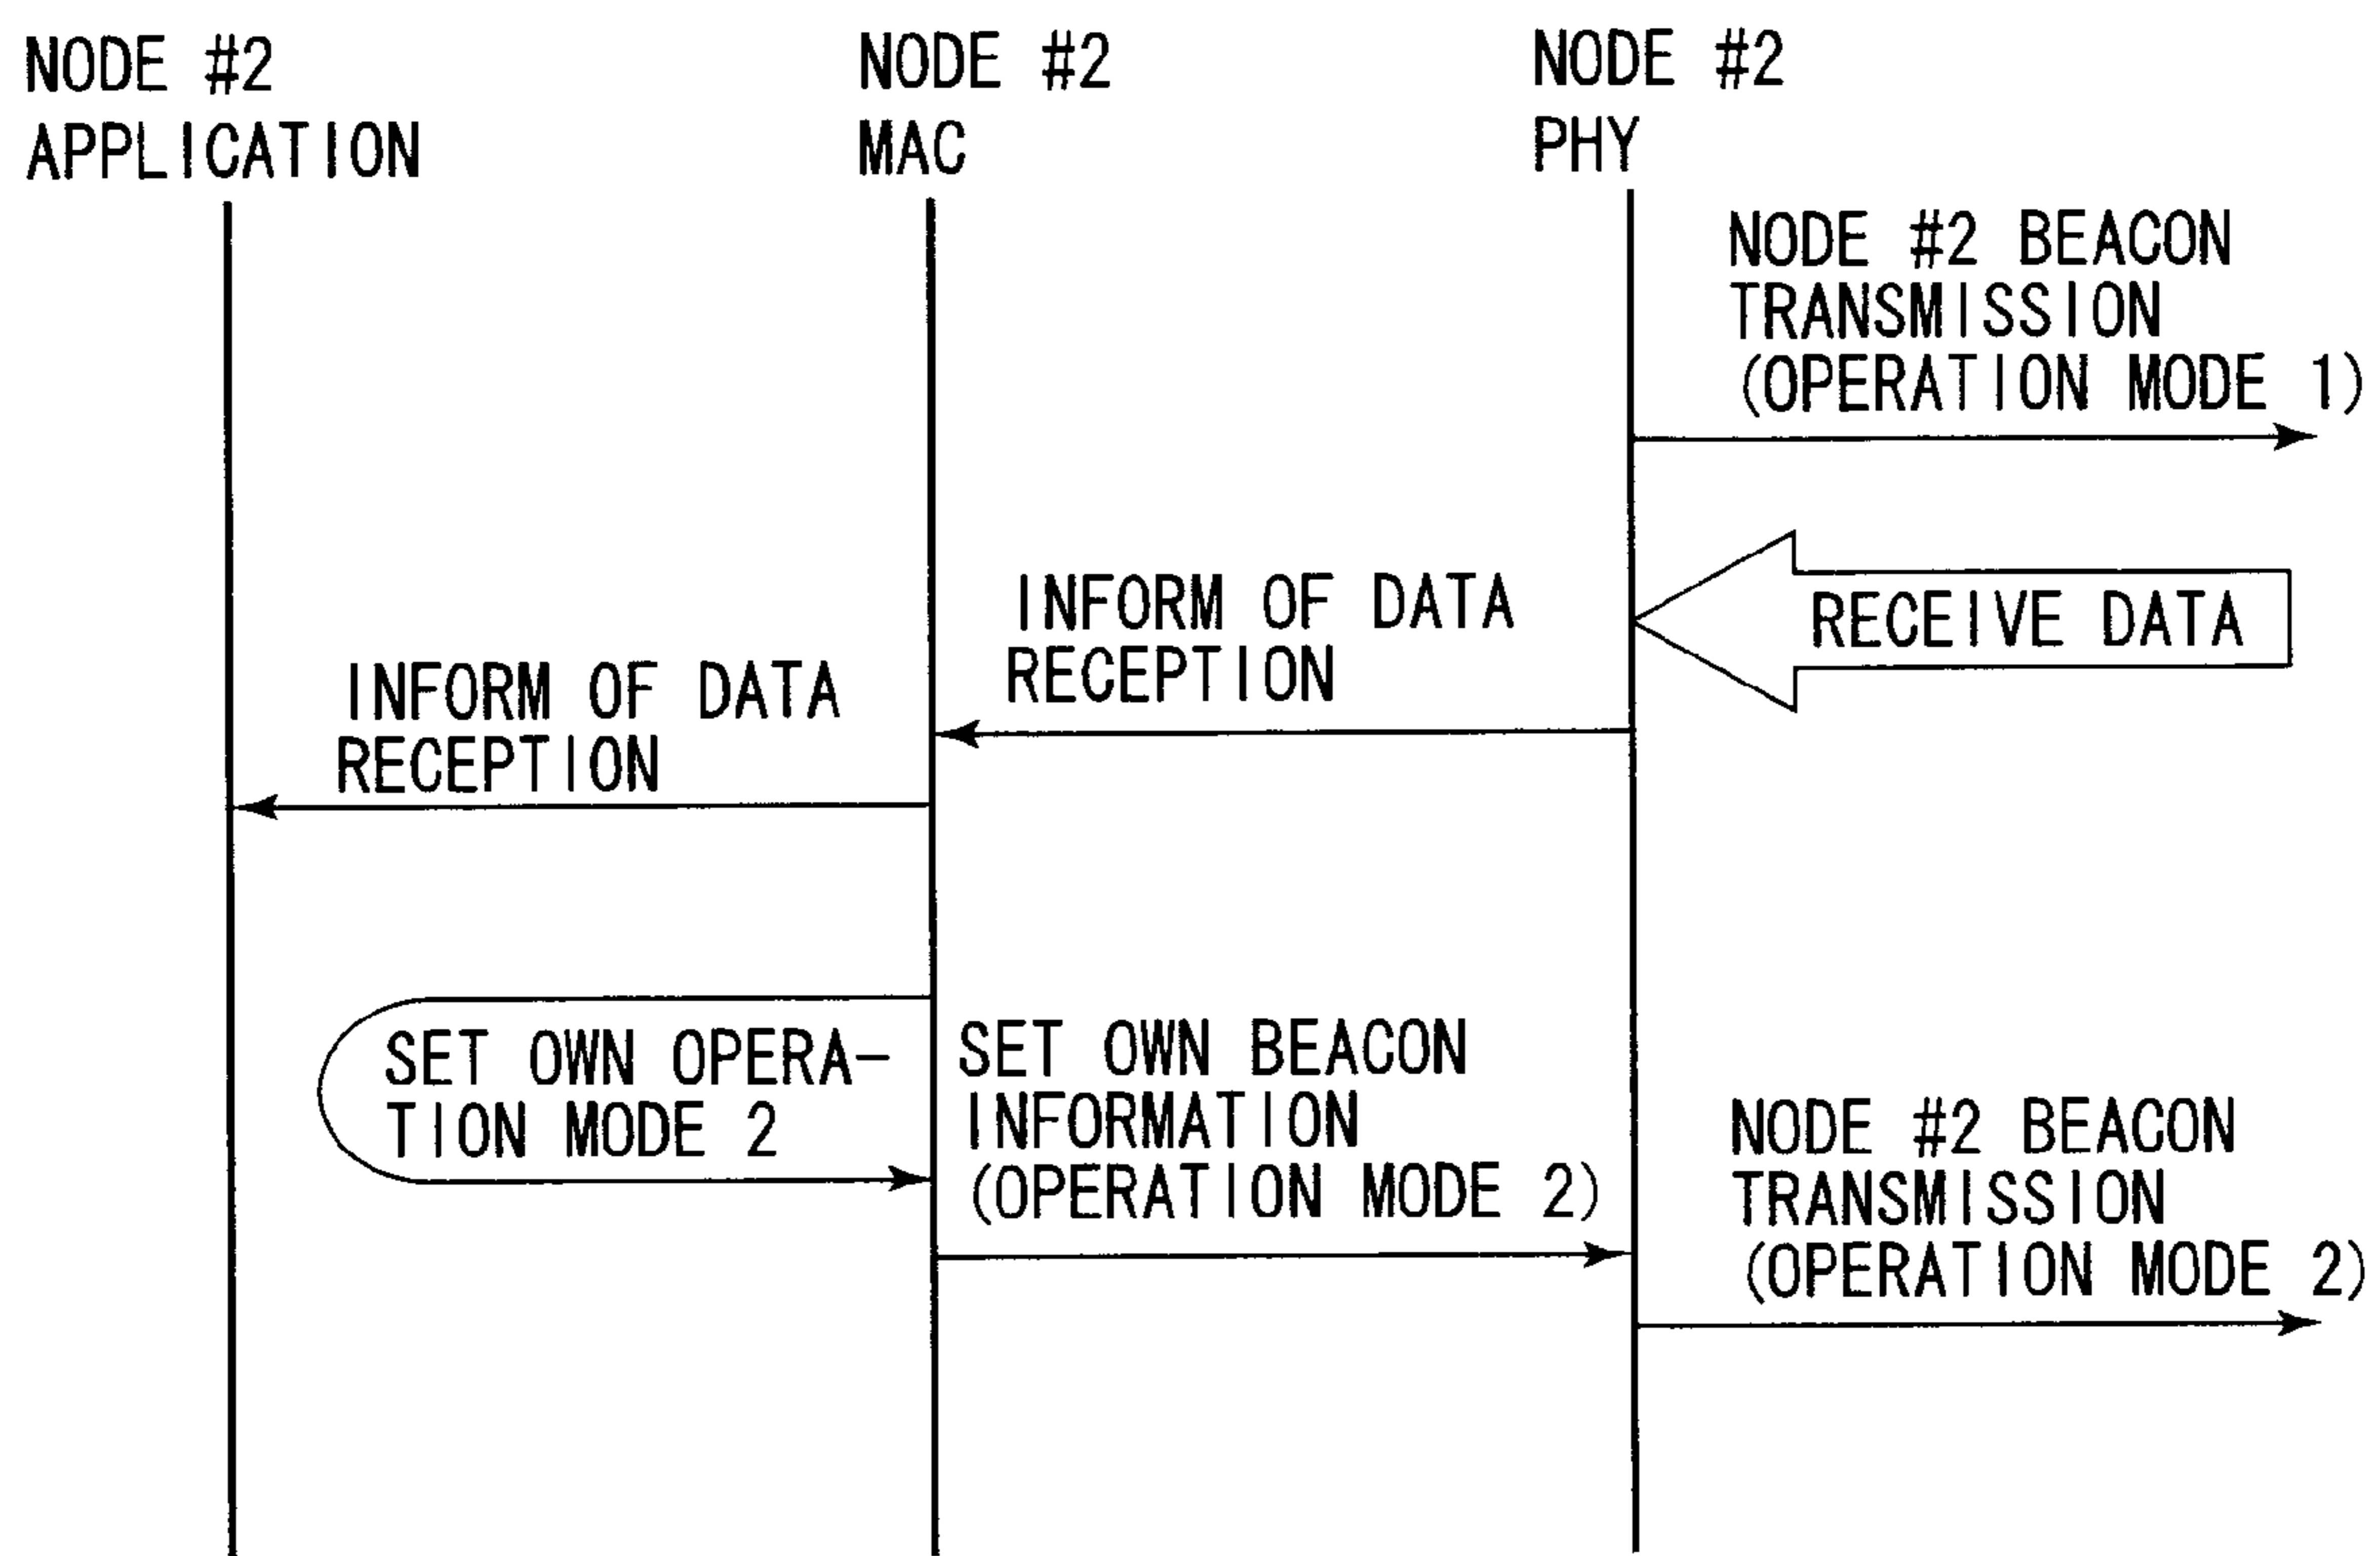 NODE #2
APPLICATION
NODE #2
MAC
NODE #2
PHY
NODE #2 BEACON
TRANSMISSION
(OPERATION MODE 1)
RECEIVE DATA
INFORM OF DATA
RECEPTION
INFORM OF DATA
RECEPTION
SET OWN OPERA-
TION MODE 2
SET OWN BEACON
INFORMATION
(OPERATION MODE 2)
NODE #2 BEACON
TRANSMISSION
(OPERATION MODE 2)